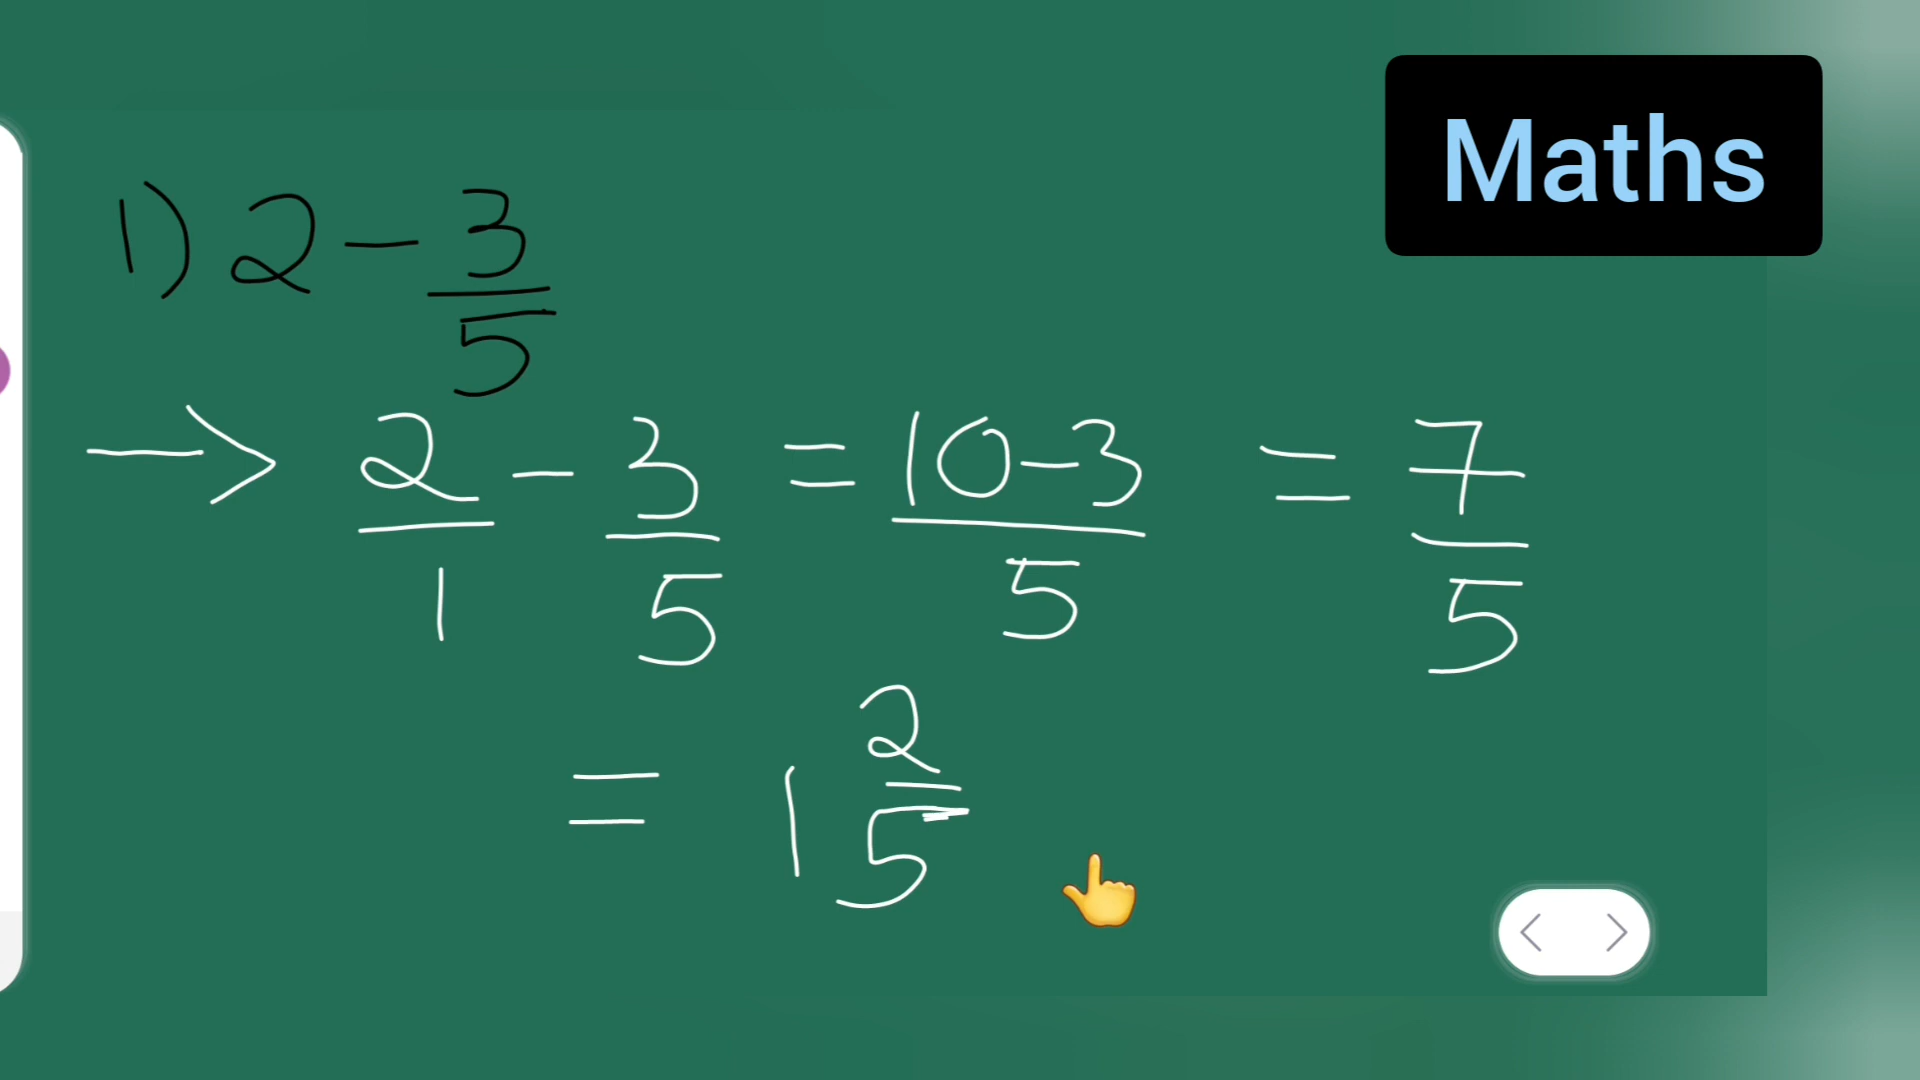 Maths
1) 2 - 3/5
→ 2/1 - 3/5 = 10-3/5 = 7/5
= 1 2/5